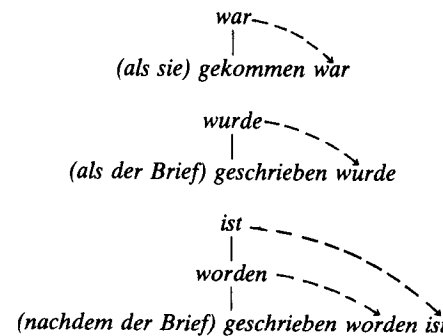 war
(als sie) gekommen war
wurde
(als der Brief) geschrieben wurde
ist
worden
(nachdem der Brief) geschrieben worden ist